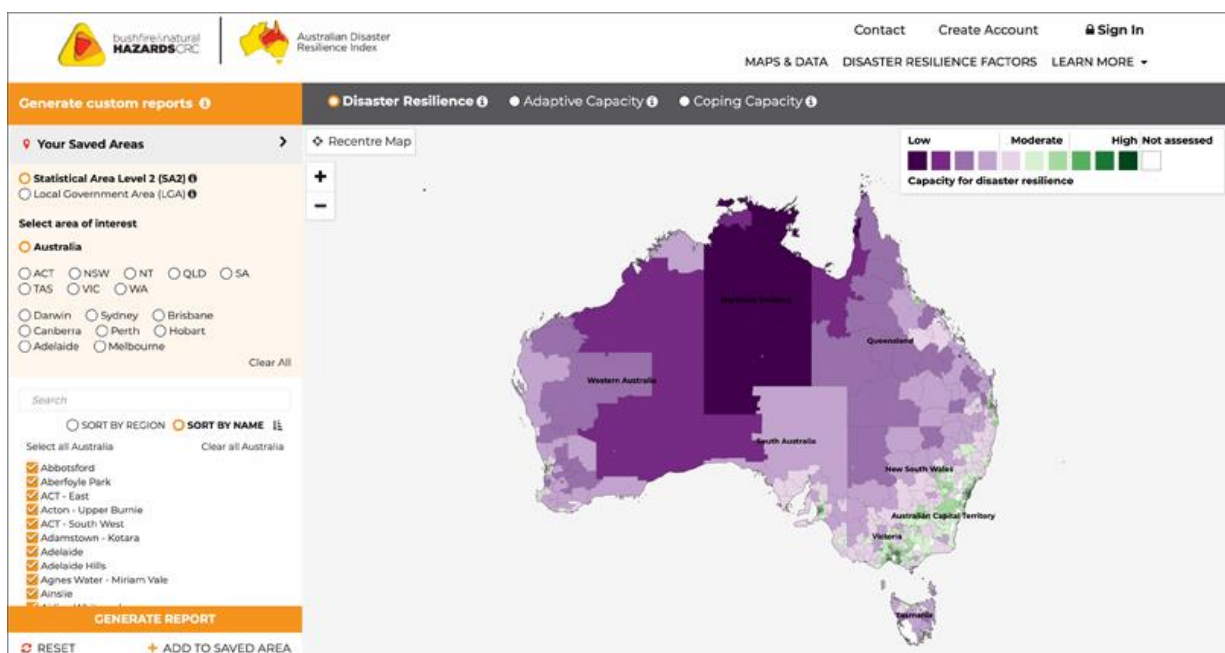 bushfire&natural
HAZARDSCRC
Australian Disaster
Resilience Index
Contact Create Account Sign In
MAPS & DATA DISASTER RESILIENCE FACTORS LEARN MORE
Generate custom reports
Disaster Resilience Adaptive Capacity Coping Capacity
Your Saved Areas
Recentre Map
Low Moderate High Not assessed
Capacity for disaster resilience
+
−
Statistical Area Level 2 (SA2)
Local Government Area (LGA)
Select area of interest
Australia
ACT NSW NT QLD SA
TAS VIC WA
Darwin Sydney Brisbane
Canberra Perth Hobart
Adelaide Melbourne
Clear All
Search
SORT BY REGION SORT BY NAME
Select all Australia Clear all Australia
Abbotsford
Aberfoyle Park
ACT - East
Acton - Upper Burnie
ACT - South West
Adamstown - Kotara
Adelaide
Adelaide Hills
Agnes Water - Miriam Vale
Ainslie
GENERATE REPORT
RESET + ADD TO SAVED AREA
Northern Territory
Queensland
Western Australia
South Australia
New South Wales
Australian Capital Territory
Victoria
Tasmania